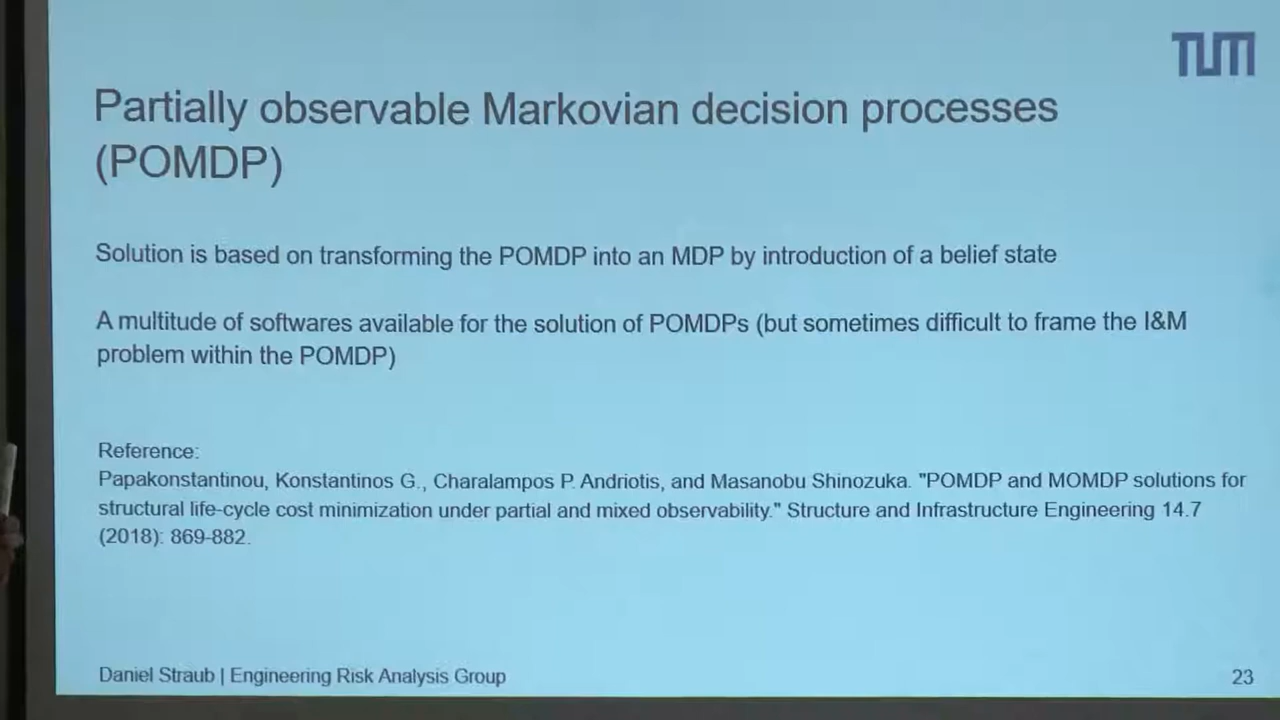 TUM
Partially observable Markovian decision processes
(POMDP)
Solution is based on transforming the POMDP into an MDP by introduction of a belief state
A multitude of softwares available for the solution of POMDPs (but sometimes difficult to frame the I&M
problem within the POMDP)
Reference:
Papakonstantinou, Konstantinos G., Charalampos P. Andriotis, and Masanobu Shinozuka. "POMDP and MOMDP solutions for
structural life-cycle cost minimization under partial and mixed observability." Structure and Infrastructure Engineering 14.7
(2018): 869-882.
Daniel Straub | Engineering Risk Analysis Group
23